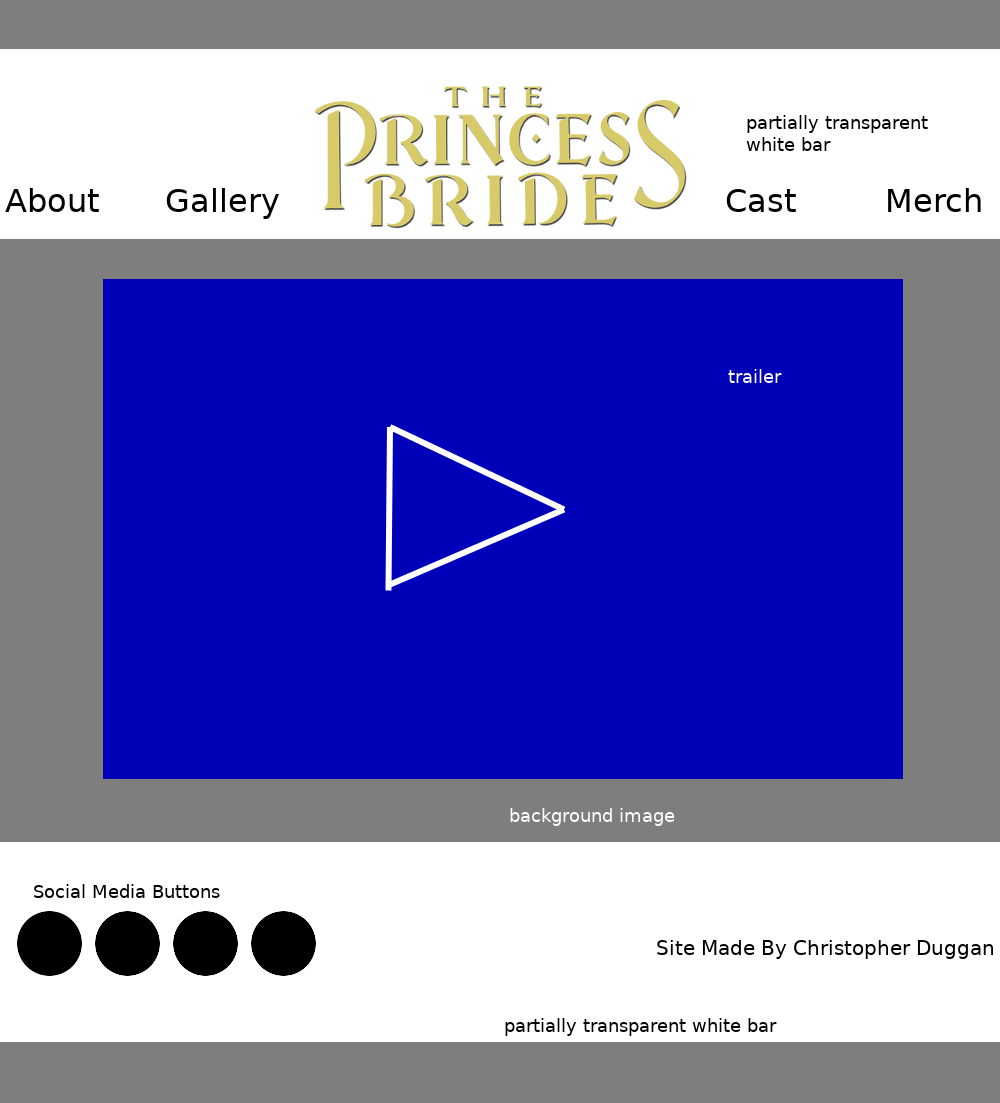 THE
PRINCESS
BRIDE
partially transparent
white bar
About
Gallery
Cast
Merch
trailer
background image
Social Media Buttons
Site Made By Christopher Duggan
partially transparent white bar